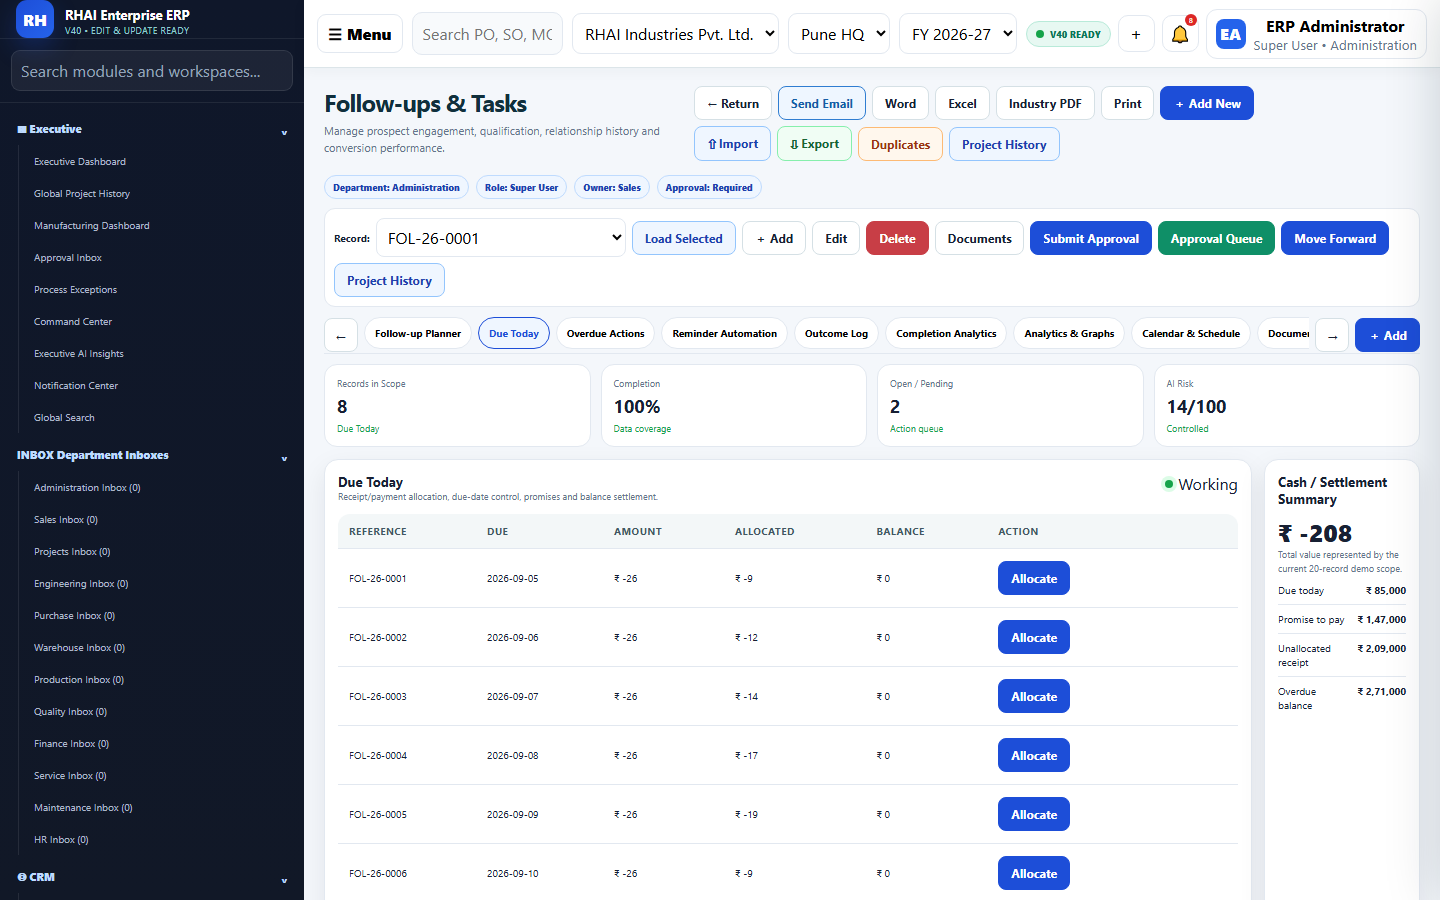 RH
RHAI Enterprise ERP
V40 • EDIT & UPDATE READY
Search modules and workspaces...
Executive
Executive Dashboard
Global Project History
Manufacturing Dashboard
Approval Inbox
Process Exceptions
Command Center
Executive AI Insights
Notification Center
Global Search
INBOX Department Inboxes
Administration Inbox (0)
Sales Inbox (0)
Projects Inbox (0)
Engineering Inbox (0)
Purchase Inbox (0)
Warehouse Inbox (0)
Production Inbox (0)
Quality Inbox (0)
Finance Inbox (0)
Service Inbox (0)
Maintenance Inbox (0)
HR Inbox (0)
CRM
☰ Menu
Search PO, SO, MO
RHAI Industries Pvt. Ltd.
Pune HQ
FY 2026-27
V40 READY
+
8
EA
ERP Administrator
Super User • Administration
Follow-ups & Tasks
Manage prospect engagement, qualification, relationship history and
conversion performance.
← Return
Send Email
Word
Excel
Industry PDF
Print
+ Add New
⇧ Import
⇩ Export
Duplicates
Project History
Department: Administration
Role: Super User
Owner: Sales
Approval: Required
Record:
FOL-26-0001
Load Selected
+ Add
Edit
Delete
Documents
Submit Approval
Approval Queue
Move Forward
Project History
←
Follow-up Planner
Due Today
Overdue Actions
Reminder Automation
Outcome Log
Completion Analytics
Analytics & Graphs
Calendar & Schedule
→
+ Add
Records in Scope
8
Due Today
Completion
100%
Data coverage
Open / Pending
2
Action queue
AI Risk
14/100
Controlled
Due Today
Receipt/payment allocation, due-date control, promises and balance settlement.
Working
REFERENCE DUE AMOUNT ALLOCATED BALANCE ACTION
FOL-26-0001 2026-09-05 ₹ -26 ₹ -9 ₹ 0 Allocate
FOL-26-0002 2026-09-06 ₹ -26 ₹ -12 ₹ 0 Allocate
FOL-26-0003 2026-09-07 ₹ -26 ₹ -14 ₹ 0 Allocate
FOL-26-0004 2026-09-08 ₹ -26 ₹ -17 ₹ 0 Allocate
FOL-26-0005 2026-09-09 ₹ -26 ₹ -19 ₹ 0 Allocate
FOL-26-0006 2026-09-10 ₹ -26 ₹ -9 ₹ 0 Allocate
Cash / Settlement
Summary
₹ -208
Total value represented by the
current 20-record demo scope.
Due today ₹ 85,000
Promise to pay ₹ 1,47,000
Unallocated
receipt ₹ 2,09,000
Overdue
balance ₹ 2,71,000